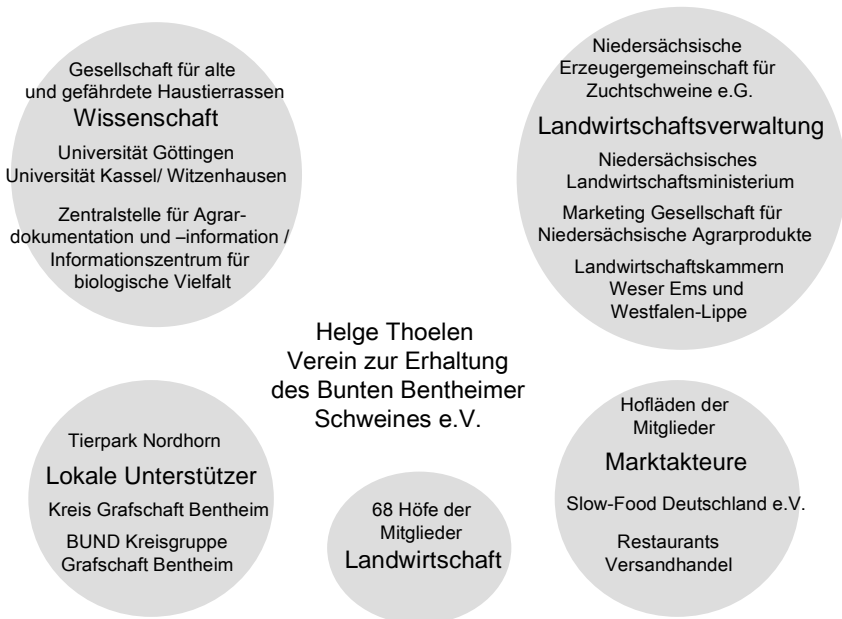 Gesellschaft für alte
und gefährdete Haustierrassen
Wissenschaft
Universität Göttingen
Universität Kassel/ Witzenhausen
Zentralstelle für Agrar-
dokumentation und –information /
Informationszentrum für
biologische Vielfalt
Niedersächsische
Erzeugergemeinschaft für
Zuchtschweine e.G.
Landwirtschaftsverwaltung
Niedersächsisches
Landwirtschaftsministerium
Marketing Gesellschaft für
Niedersächsische Agrarprodukte
Landwirtschaftskammern
Weser Ems und
Westfalen-Lippe
Helge Thoelen
Verein zur Erhaltung
des Bunten Bentheimer
Schweines e.V.
Tierpark Nordhorn
Lokale Unterstützer
Kreis Grafschaft Bentheim
BUND Kreisgruppe
Grafschaft Bentheim
68 Höfe der
Mitglieder
Landwirtschaft
Hofläden der
Mitglieder
Marktakteure
Slow-Food Deutschland e.V.
Restaurants
Versandhandel